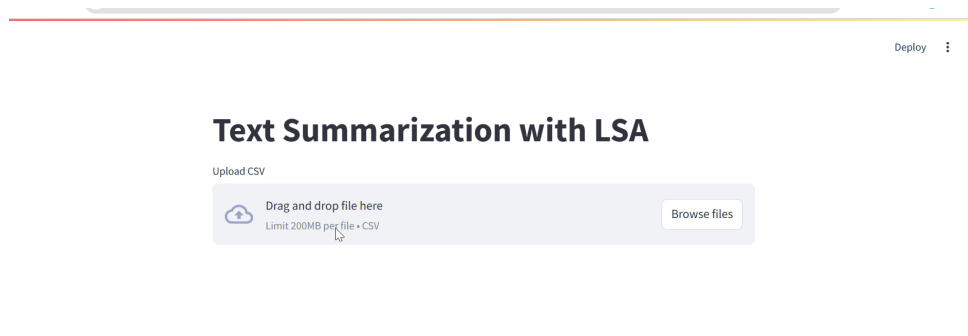 Deploy
Text Summarization with LSA
Upload CSV
Drag and drop file here
Limit 200MB per file • CSV
Browse files